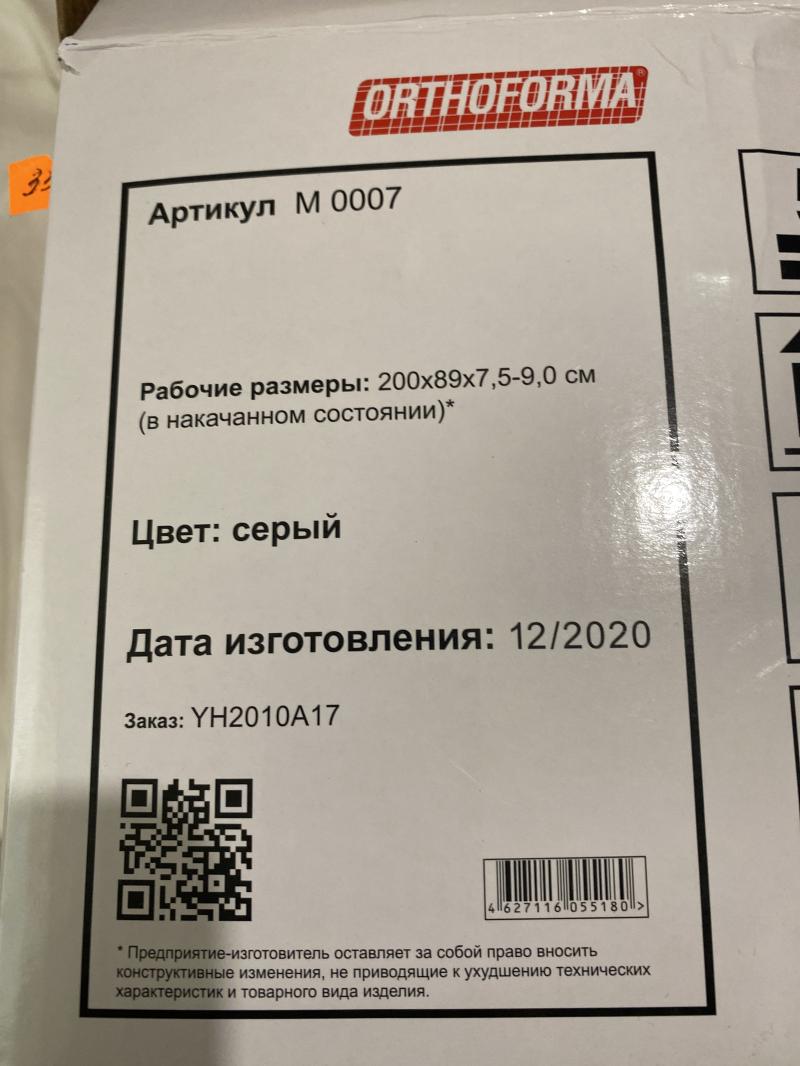 ORTHOFORMA®
Артикул М 0007
Рабочие размеры: 200х89х7,5-9,0 см
(в накачанном состоянии)*
Цвет: серый
Дата изготовления: 12/2020
Заказ: YH2010A17
4 627116 055180 >
* Предприятие-изготовитель оставляет за собой право вносить
конструктивные изменения, не приводящие к ухудшению технических
характеристик и товарного вида изделия.